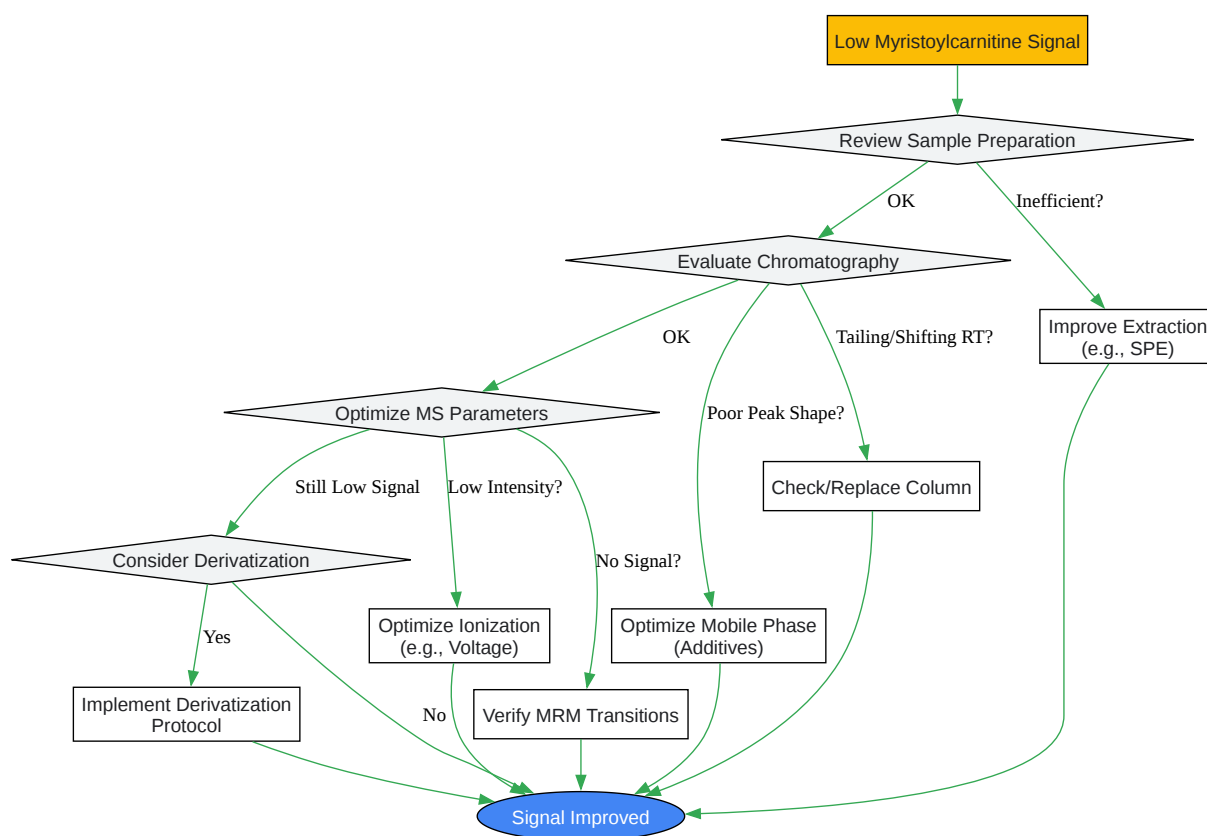 Low Myristoylcarnitine Signal
Review Sample Preparation
OK
Inefficient?
Evaluate Chromatography
Improve Extraction
(e.g., SPE)
OK
Tailing/Shifting RT?
Optimize MS Parameters
Poor Peak Shape?
Still Low Signal
Low Intensity?
Check/Replace Column
Consider Derivatization
No Signal?
Optimize Ionization
(e.g., Voltage)
Optimize Mobile Phase
(Additives)
Yes
Implement Derivatization
Protocol
No
Verify MRM Transitions
Signal Improved